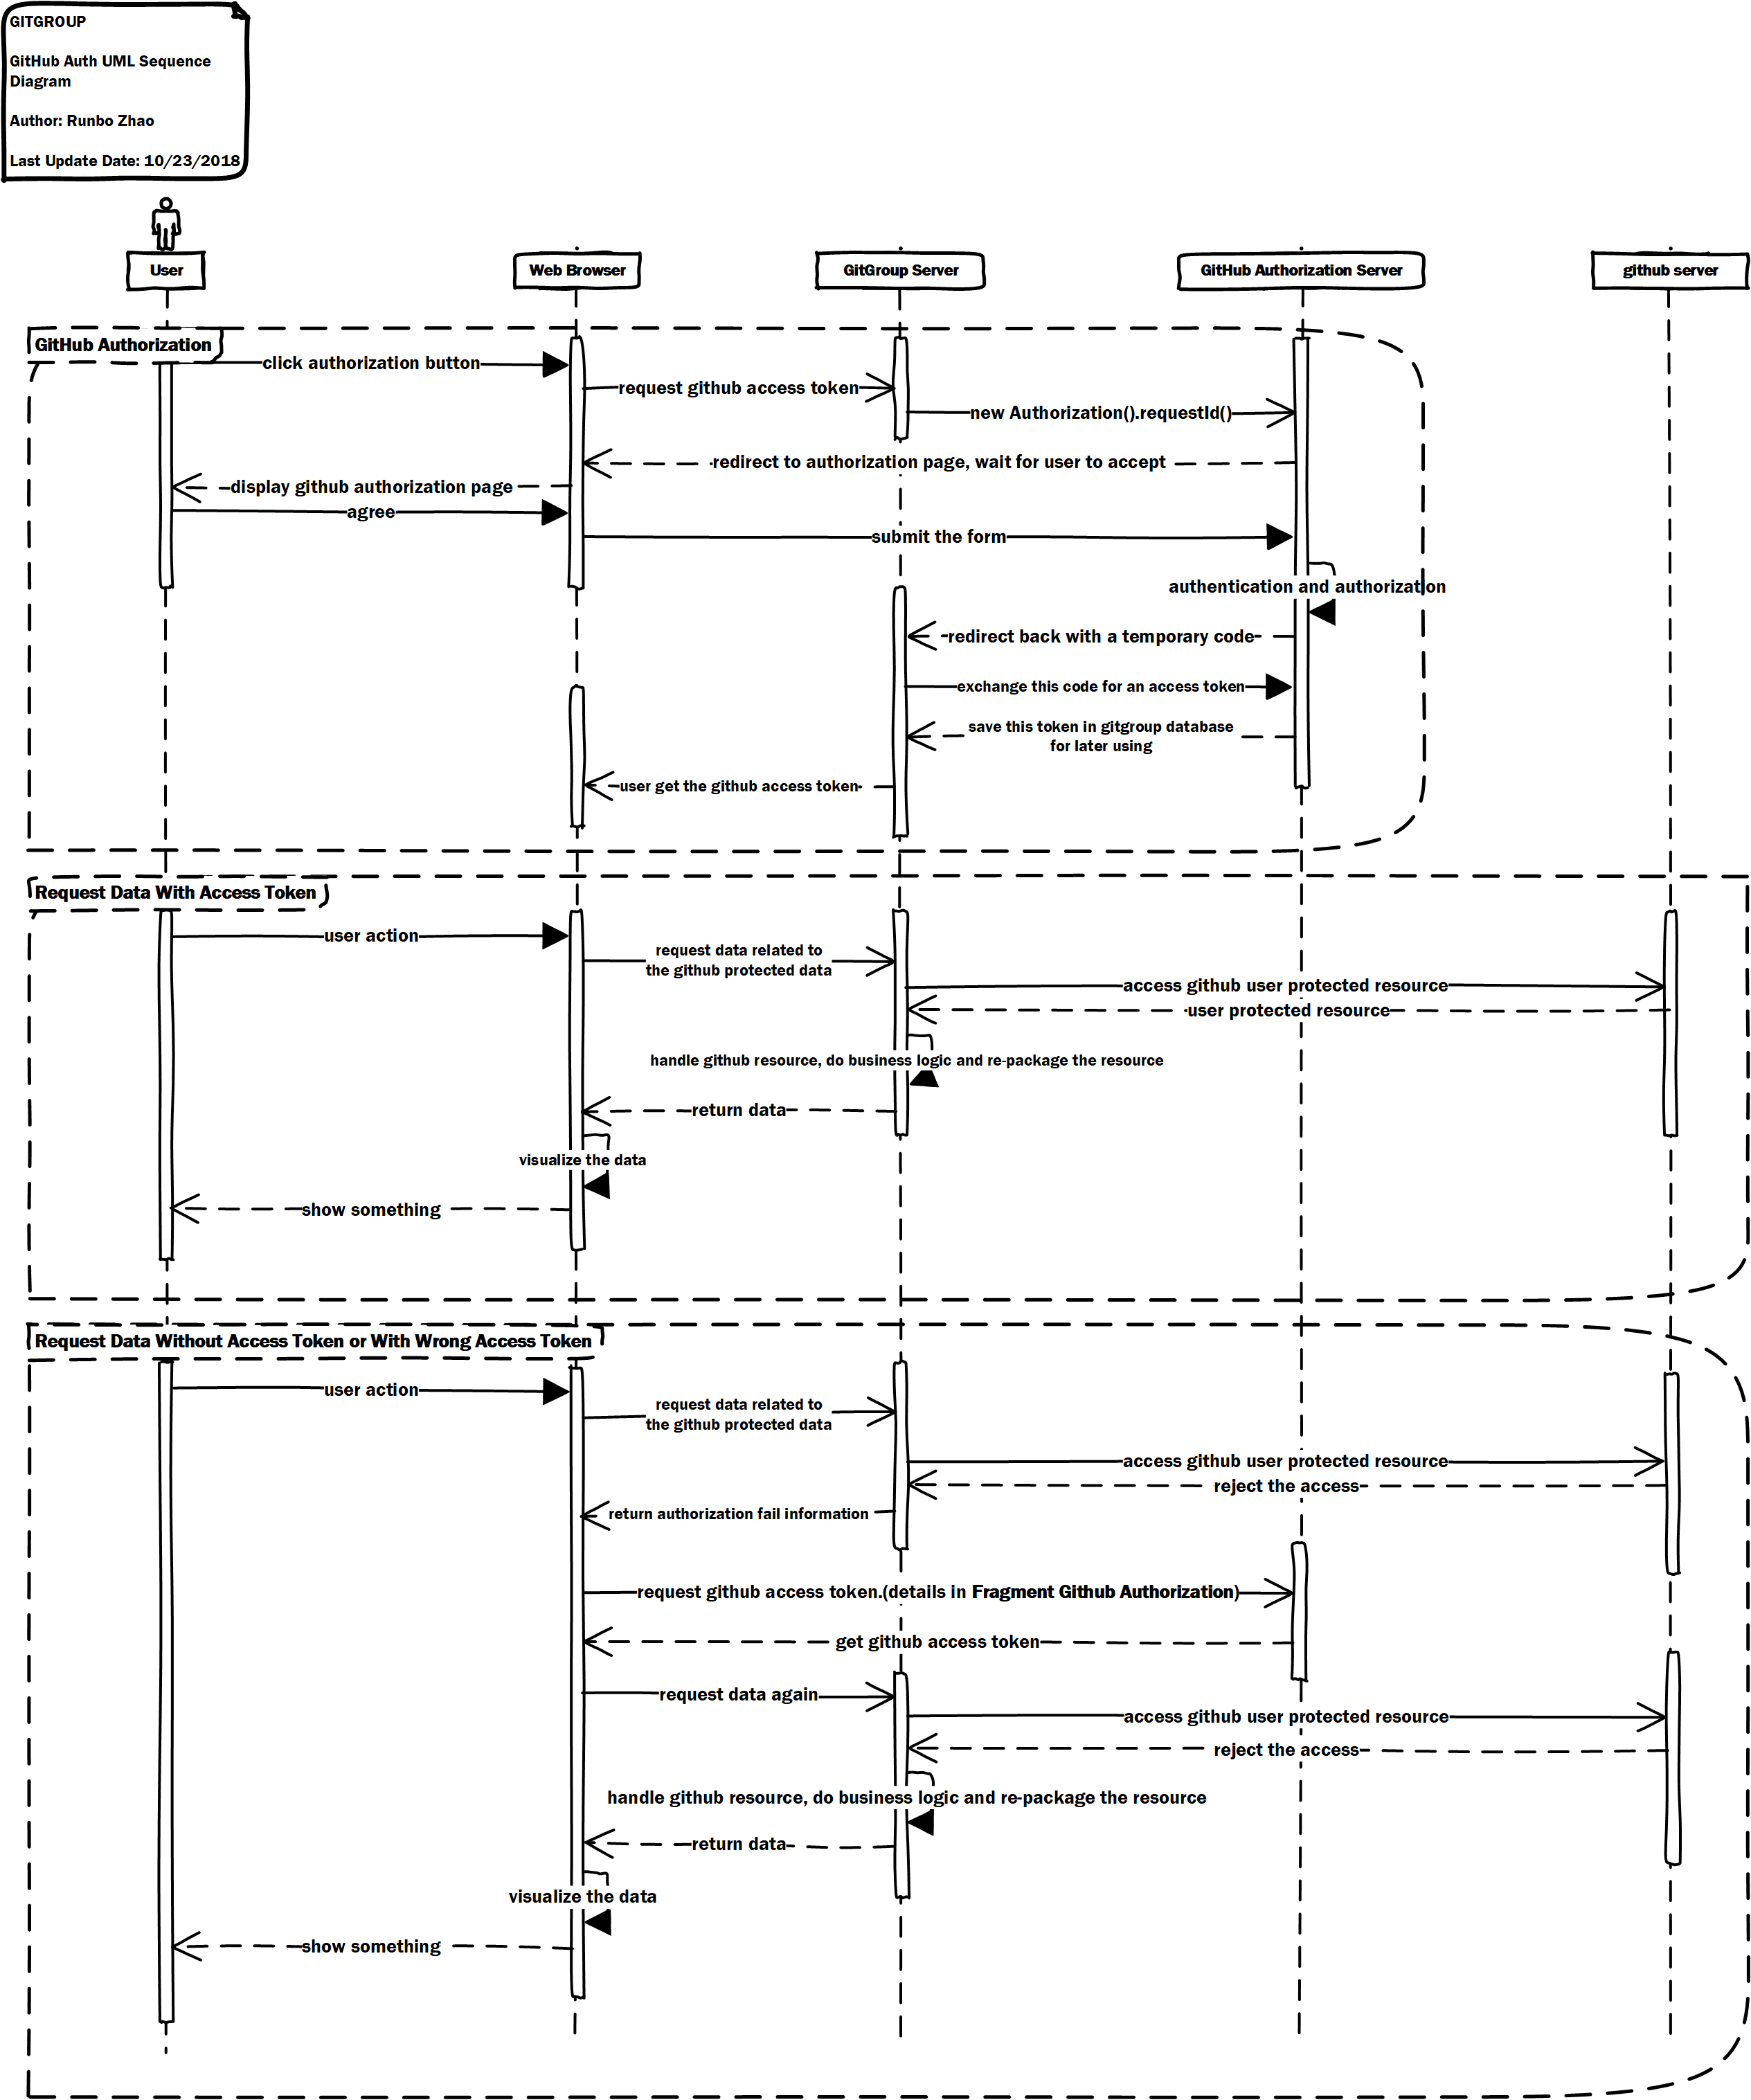 GITGROUP
GitHub Auth UML Sequence
Diagram
Author: Runbo Zhao
Last Update Date: 10/23/2018
User
Web Browser
GitGroup Server
GitHub Authorization Server
github server
GitHub Authorization
click authorization button
request github access token
new Authorization().requestId()
redirect to authorization page, wait for user to accept
display github authorization page
agree
submit the form
authentication and authorization
redirect back with a temporary code
exchange this code for an access token
save this token in gitgroup database
for later using
user get the github access token
Request Data With Access Token
user action
request data related to
the github protected data
access github user protected resource
user protected resource
handle github resource, do business logic and re-package the resource
return data
visualize the data
show something
Request Data Without Access Token or With Wrong Access Token
user action
request data related to
the github protected data
access github user protected resource
reject the access
return authorization fail information
request github access token.(details in Fragment Github Authorization)
get github access token
request data again
access github user protected resource
reject the access
handle github resource, do business logic and re-package the resource
return data
visualize the data
show something